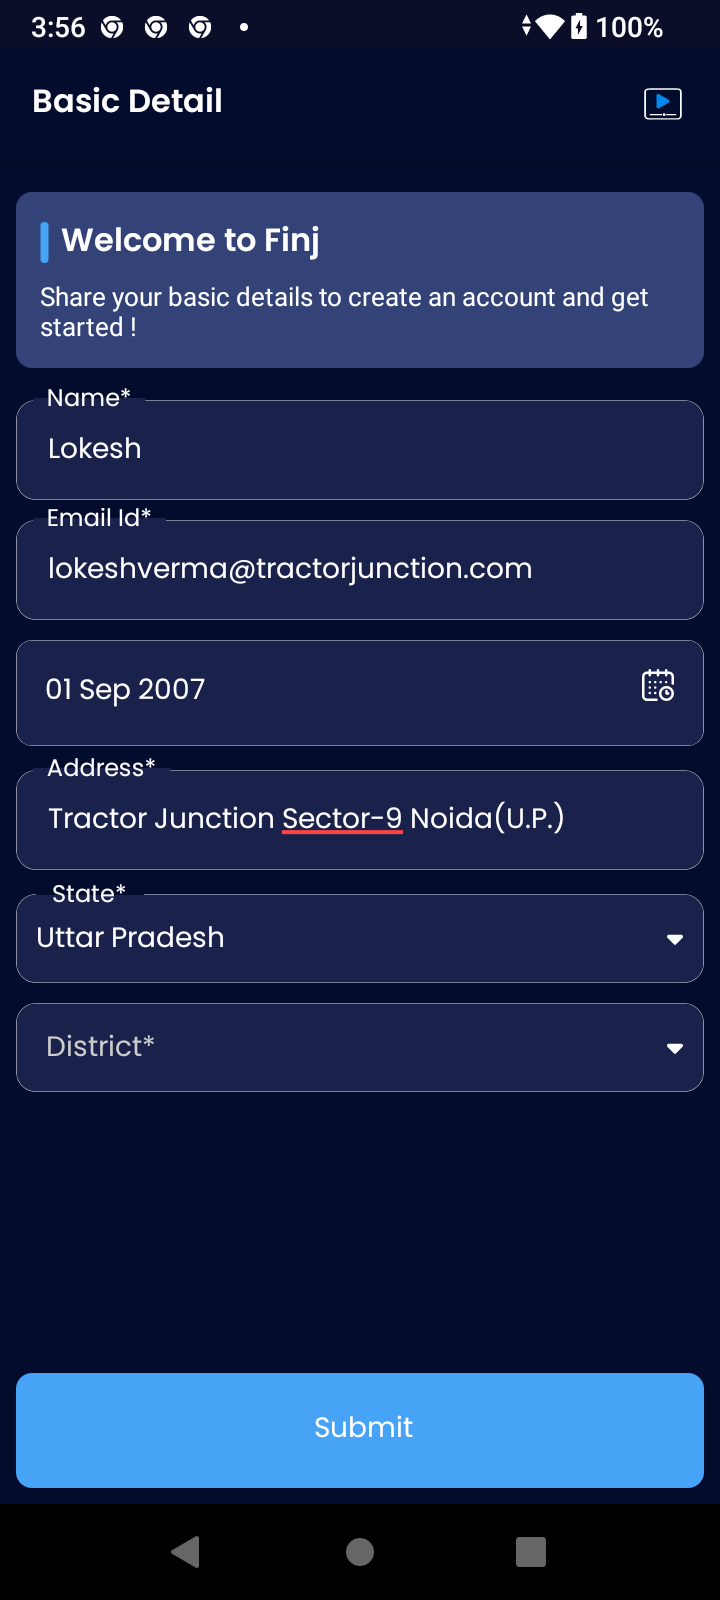 3:56
100%
Basic Detail
Welcome to Finj
Share your basic details to create an account and get
started !
Name*
Lokesh
Email Id*
lokeshverma@tractorjunction.com
01 Sep 2007
Address*
Tractor Junction Sector-9 Noida(U.P.)
State*
Uttar Pradesh
District*
Submit